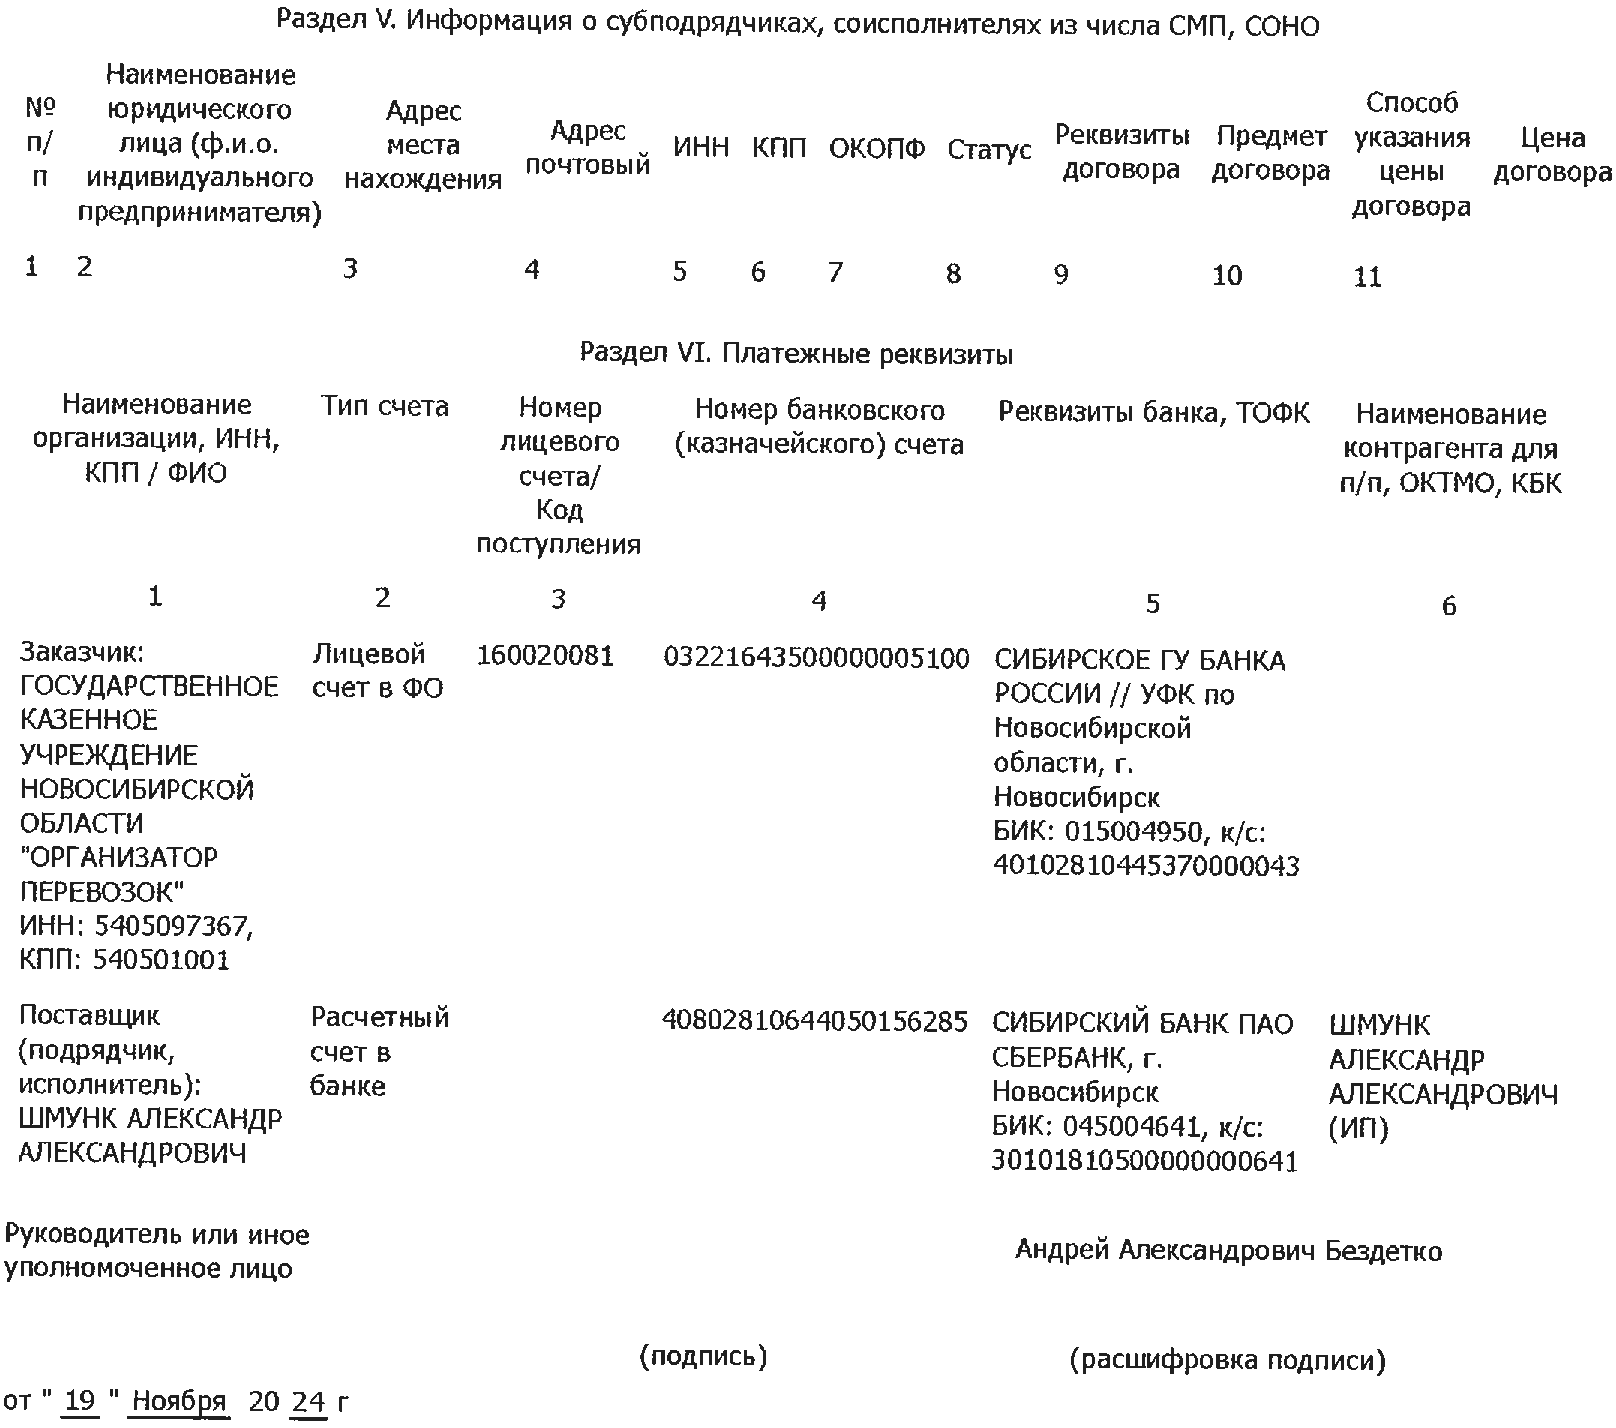 Раздел V. Информация о субподрядчиках, соисполнителях из числа СМП, СОНО
№ п/п
Наименование
юридического
лица (ф.и.о.
индивидуального
предпринимателя)
Адрес
места
нахождения
Адрес
почтовый
ИНН
КПП
ОКОПФ
Статус
Реквизиты
договора
Предмет
договора
Способ
указания
цены
договора
Цена
договора
1 2 3 4 5 6 7 8 9 10 11
Раздел VI. Платежные реквизиты
Наименование
организации, ИНН,
КПП / ФИО
Тип счета
Номер
лицевого
счета/
Код
поступления
Номер банковского
(казначейского) счета
Реквизиты банка, ТОФК
Наименование
контрагента для
п/п, ОКТМО, КБК
1 2 3 4 5 6
Заказчик:
ГОСУДАРСТВЕННОЕ
КАЗЕННОЕ
УЧРЕЖДЕНИЕ
НОВОСИБИРСКОЙ
ОБЛАСТИ
"ОРГАНИЗАТОР
ПЕРЕВОЗОК"
ИНН: 5405097367,
КПП: 540501001
Лицевой
счет в ФО
160020081
03221643500000005100
СИБИРСКОЕ ГУ БАНКА
РОССИИ // УФК по
Новосибирской
области, г.
Новосибирск
БИК: 015004950, к/с:
40102810445370000043
Поставщик
(подрядчик,
исполнитель):
ШМУНК АЛЕКСАНДР
АЛЕКСАНДРОВИЧ
Расчетный
счет в
банке
40802810644050156285
СИБИРСКИЙ БАНК ПАО
СБЕРБАНК, г.
Новосибирск
БИК: 045004641, к/с:
30101810500000000641
ШМУНК
АЛЕКСАНДР
АЛЕКСАНДРОВИЧ
(ИП)
Руководитель или иное
уполномоченное лицо
Андрей Александрович Бездетко
(подпись)
(расшифровка подписи)
от " 19 " Ноября 20 24 г